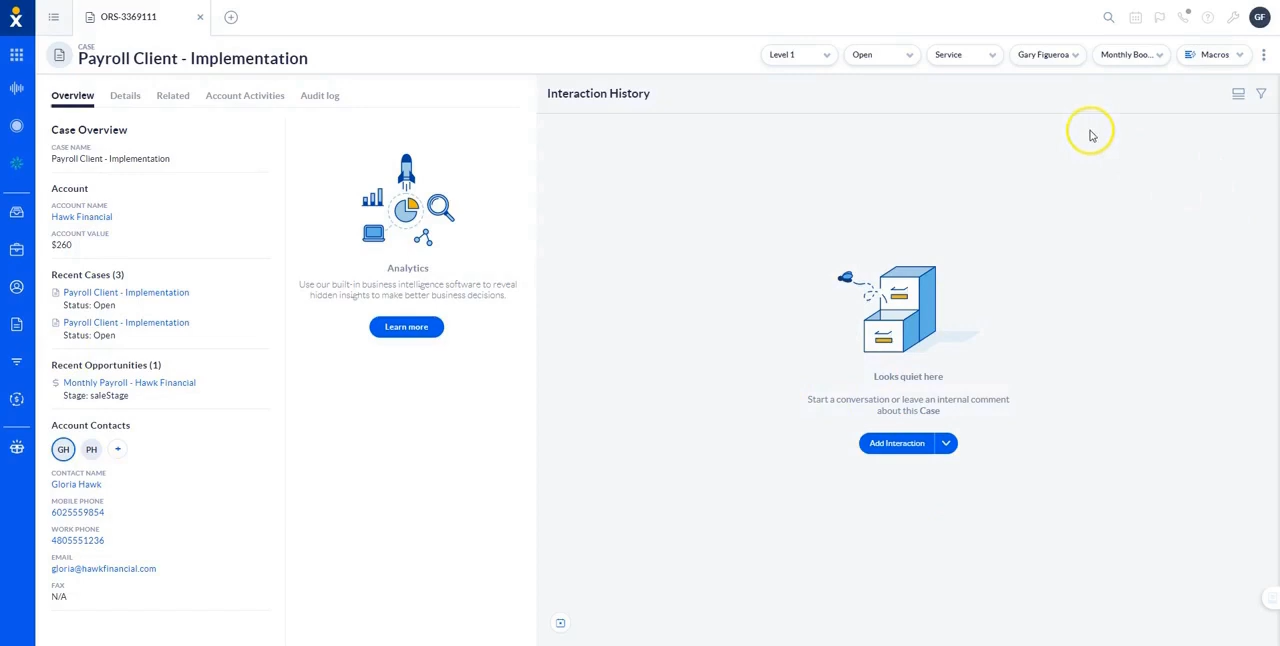 ORS-3369111
GF
CASE
Payroll Client - Implementation
Level 1
Open
Service
Gary Figueroa
Monthly Boo...
Macros
Overview
Details
Related
Account Activities
Audit log
Interaction History
Case Overview
CASE NAME
Payroll Client - Implementation
Account
ACCOUNT NAME
Hawk Financial
ACCOUNT VALUE
$260
Recent Cases (3)
Payroll Client - Implementation
Status: Open
Payroll Client - Implementation
Status: Open
Recent Opportunities (1)
Monthly Payroll - Hawk Financial
Stage: saleStage
Account Contacts
GH
PH
+
CONTACT NAME
Gloria Hawk
MOBILE PHONE
6025559854
WORK PHONE
4805551236
EMAIL
gloria@hawkfinancial.com
FAX
N/A
Analytics
Use our built-in business intelligence software to reveal
hidden insights to make better business decisions.
Learn more
Looks quiet here
Start a conversation or leave an internal comment
about this Case
Add Interaction